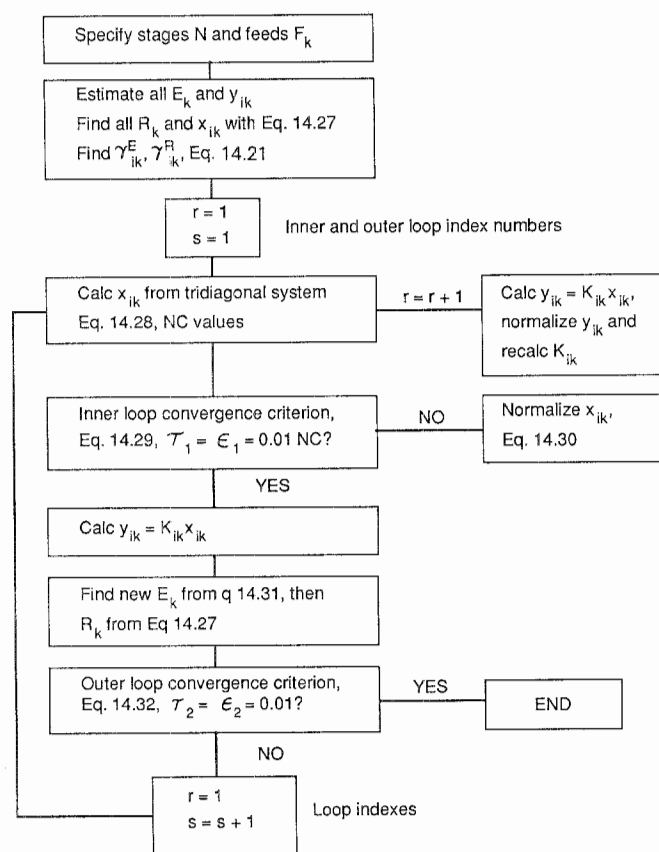 Specify stages N and feeds F_k
Estimate all E_k and y_ik
Find all R_k and x_ik with Eq. 14.27
Find γ^E_ik, γ^R_ik, Eq. 14.21
r = 1
s = 1
Inner and outer loop index numbers
Calc x_ik from tridiagonal system
Eq. 14.28, NC values
r = r + 1
Calc y_ik = K_ik x_ik,
normalize y_ik and
recalc K_ik
Inner loop convergence criterion,
Eq. 14.29, τ_1 = ϵ_1 = 0.01 NC?
NO
Normalize x_ik,
Eq. 14.30
YES
Calc y_ik = K_ik x_ik
Find new E_k from q 14.31, then
R_k from Eq 14.27
Outer loop convergence criterion,
Eq. 14.32, τ_2 = ϵ_2 = 0.01?
YES
END
NO
r = 1
s = s + 1
Loop indexes